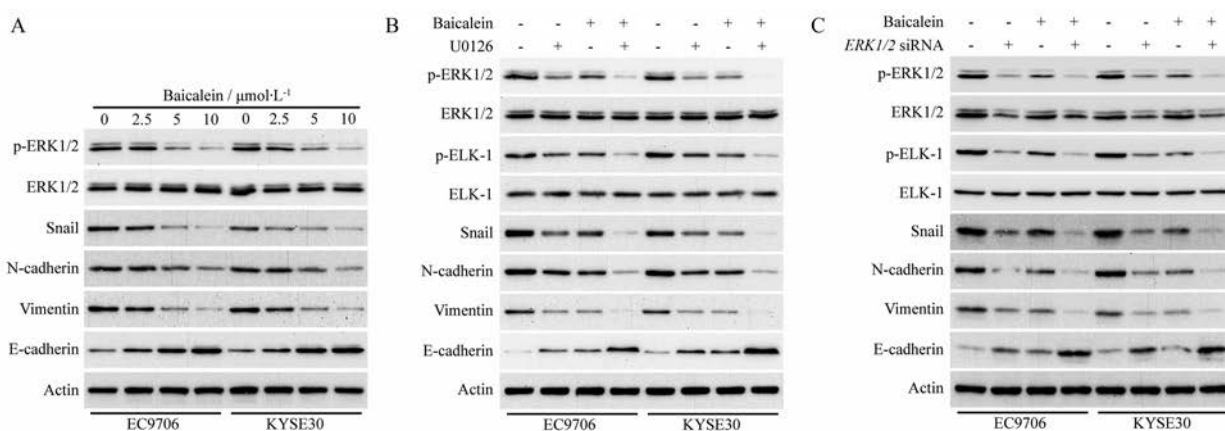 A
Baicalein / μmol·L⁻¹
0 2.5 5 10 0 2.5 5 10
p-ERK1/2
ERK1/2
Snail
N-cadherin
Vimentin
E-cadherin
Actin
EC9706 KYSE30
B
Baicalein - - + + - - + +
U0126 - + - + - + - +
p-ERK1/2
ERK1/2
p-ELK-1
ELK-1
Snail
N-cadherin
Vimentin
E-cadherin
Actin
EC9706 KYSE30
C
Baicalein - - + + - - + +
ERK1/2 siRNA - + - + - + - +
p-ERK1/2
ERK1/2
p-ELK-1
ELK-1
Snail
N-cadherin
Vimentin
E-cadherin
Actin
EC9706 KYSE30